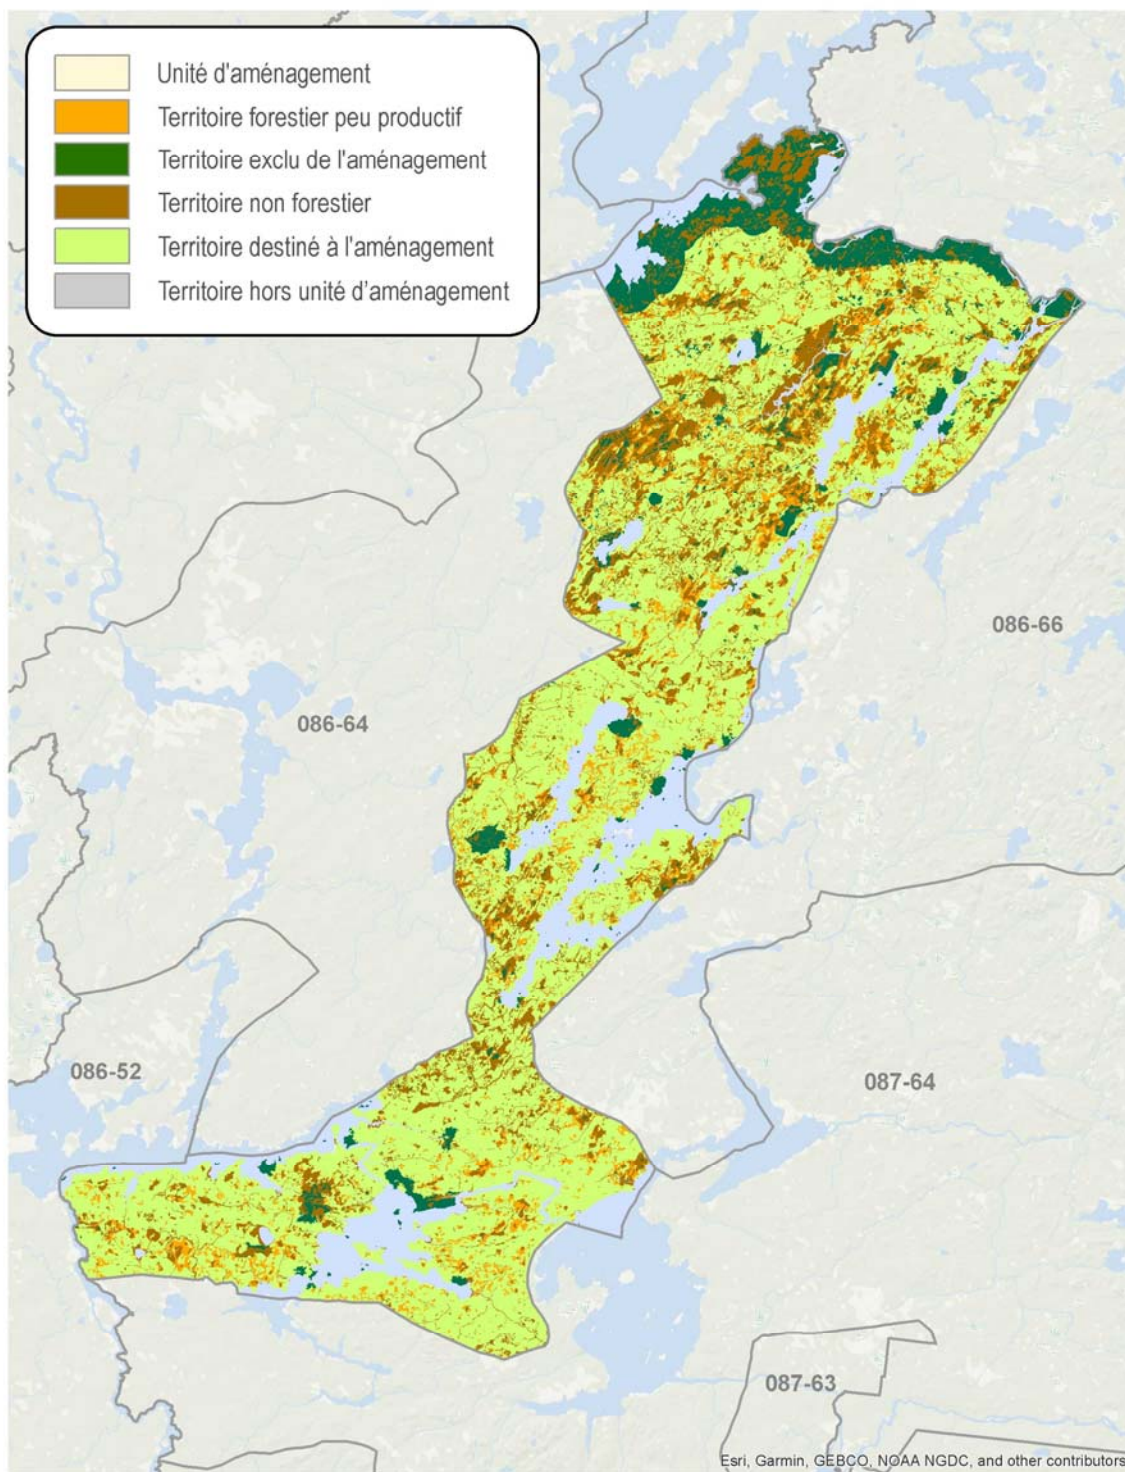 Unité d'aménagement
Territoire forestier peu productif
Territoire exclu de l'aménagement
Territoire non forestier
Territoire destiné à l'aménagement
Territoire hors unité d’aménagement
086-66
086-64
086-52
087-64
087-63
Esri, Garmin, GEBCO, NOAA NGDC, and other contributors